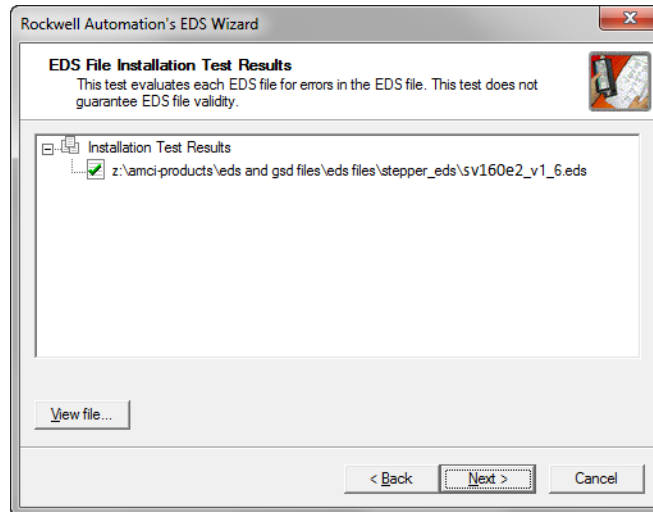 Rockwell Automation's EDS Wizard
EDS File Installation Test Results
This test evaluates each EDS file for errors in the EDS file. This test does not
guarantee EDS file validity.
Installation Test Results
z:\amci-products\eds and gsd files\eds files\stepper_eds\sv160e2_v1_6.eds
View file...
< Back
Next >
Cancel